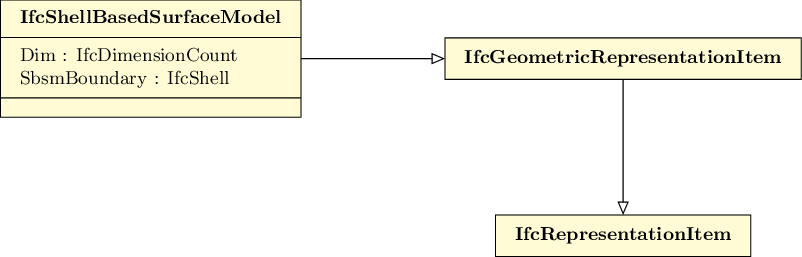 IfcShellBasedSurfaceModel
Dim : IfcDimensionCount
SbsmBoundary : IfcShell
IfcGeometricRepresentationItem
IfcRepresentationItem